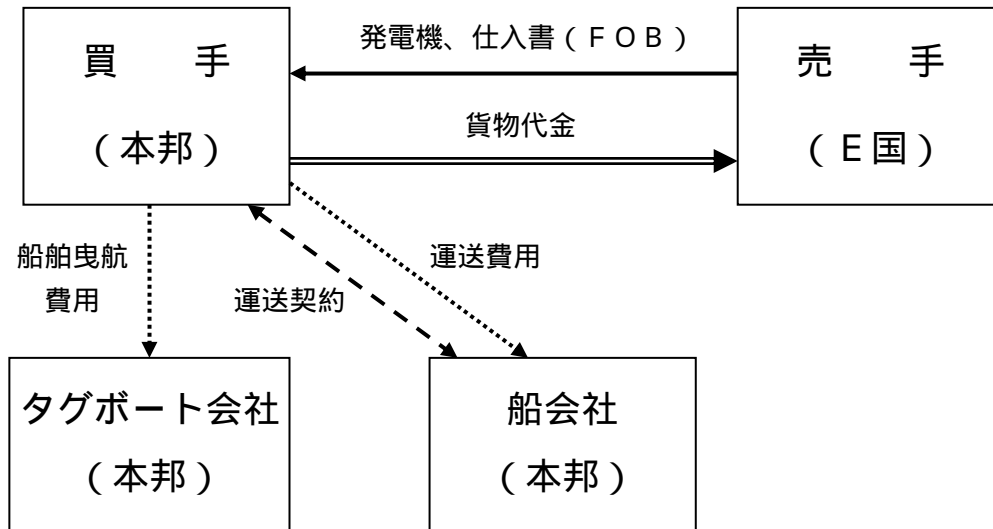 発電機、仕入書（ＦＯＢ）
買　　手
（本邦）
売　　手
（Ｅ国）
貨物代金
船舶曳航
費用
運送契約
運送費用
タグボート会社
（本邦）
船会社
（本邦）